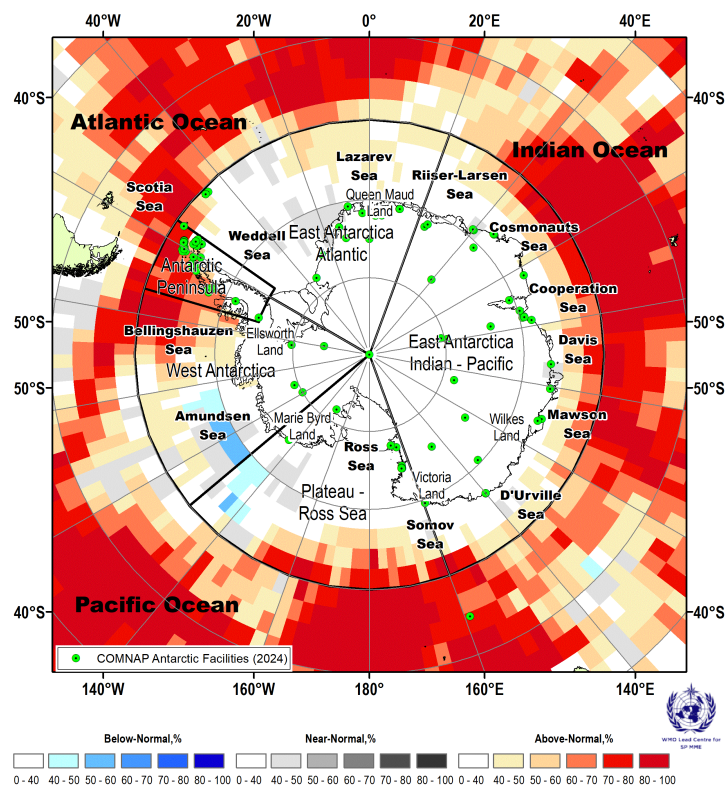 40°W 20°W 0° 20°E 40°E
40°S 40°S
Atlantic Ocean
Indian Ocean
Lazarev
Sea
Riiser-Larsen
Sea
Scotia
Sea
Queen Maud
Land
Weddall
Sea
East Antarctica
Atlantic
Cosmonauts
Sea
Antarctic
Peninsula
Cooperation
Sea
50°S 50°S
Bellingshauzen
Sea
Ellsworth
Land
East Antarctica
Indian - Pacific
Davis
Sea
West Antarctica
50°S 50°S
Amundsen
Sea
Marie Byrd
Land
Wilkes
Land
Mawson
Sea
Ross
Sea
Victoria
Land
Plateau -
Ross Sea
D'Urville
Sea
Somov
Sea
Pacific Ocean
40°S 40°S
COMNAP Antarctic Facilities (2024)
140°W 160°W 180° 160°E 140°E
WMO Lead Centre for
SP MME
Below-Normal,% Near-Normal,% Above-Normal,%
0 - 40 40 - 50 50 - 60 60 - 70 70 - 80 80 - 100 0 - 40 40 - 50 50 - 60 60 - 70 70 - 80 80 - 100 0 - 40 40 - 50 50 - 60 60 - 70 70 - 80 80 - 100